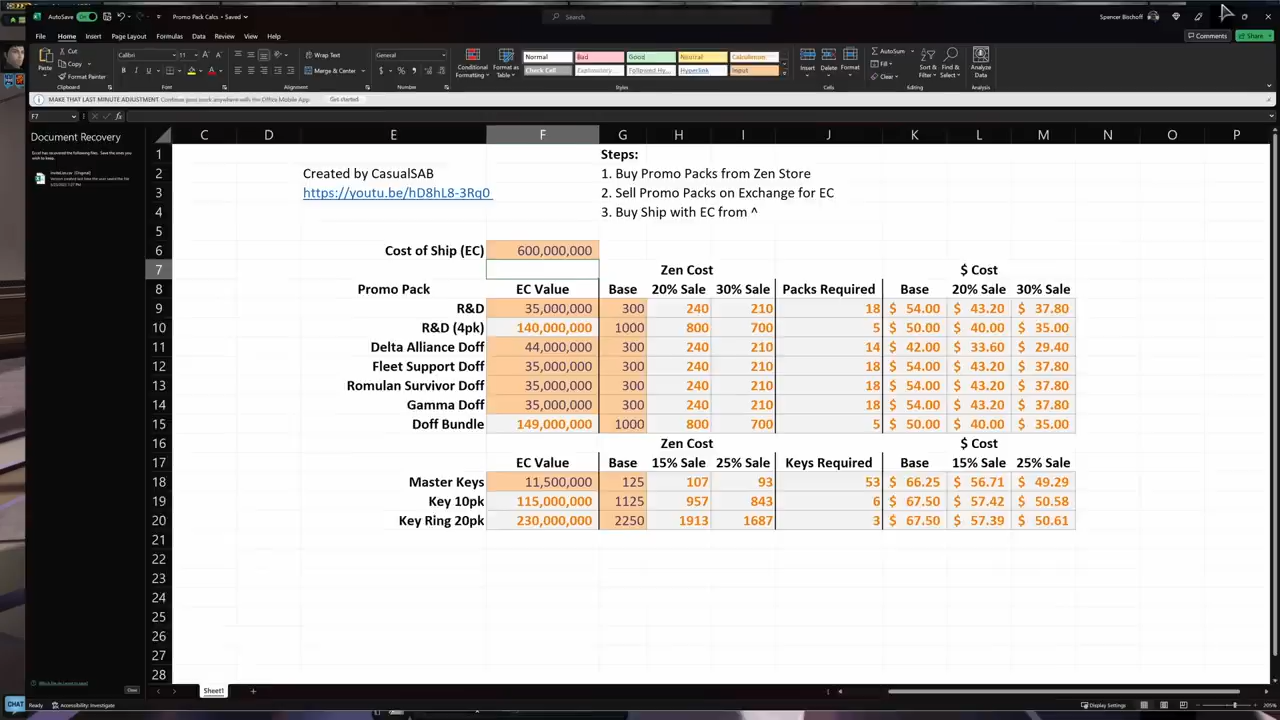 AutoSave On Promo Pack Calcs • Saved Search Spencer Bischoff
File Home Insert Page Layout Formulas Data Review View Help Comments Share
Cut Calibri 11 Wrap Text General Normal Bad Good Neutral Calculation AutoSum
Copy Fill
Paste Format Painter Merge & Center Conditional Formatting Format as Table Check Cell Explanatory ... Followed Hy... Hyperlink Input Insert Delete Format Clear Sort & Filter Find & Select Analyze Data
Clipboard Font Alignment Number Styles Cells Editing Analysis
MAKE THAT LAST MINUTE ADJUSTMENT Continue your work anywhere with the Office Mobile App Get started
F7 fx
Document Recovery
Excel has recovered the following files. Save the ones you wish to keep.
C D E F G H I J K L M N O P
1 Steps:
2 Created by CasualSAB 1. Buy Promo Packs from Zen Store
3 https://youtu.be/hD8hL8-3Rq0 2. Sell Promo Packs on Exchange for EC
4 3. Buy Ship with EC from ^
5
6 Cost of Ship (EC) 600,000,000
7 Zen Cost $ Cost
8 Promo Pack EC Value Base 20% Sale 30% Sale Packs Required Base 20% Sale 30% Sale
9 R&D 35,000,000 300 240 210 18 $ 54.00 $ 43.20 $ 37.80
10 R&D (4pk) 140,000,000 1000 800 700 5 $ 50.00 $ 40.00 $ 35.00
11 Delta Alliance Doff 44,000,000 300 240 210 14 $ 42.00 $ 33.60 $ 29.40
12 Fleet Support Doff 35,000,000 300 240 210 18 $ 54.00 $ 43.20 $ 37.80
13 Romulan Survivor Doff 35,000,000 300 240 210 18 $ 54.00 $ 43.20 $ 37.80
14 Gamma Doff 35,000,000 300 240 210 18 $ 54.00 $ 43.20 $ 37.80
15 Doff Bundle 149,000,000 1000 800 700 5 $ 50.00 $ 40.00 $ 35.00
16 Zen Cost $ Cost
17 EC Value Base 15% Sale 25% Sale Keys Required Base 15% Sale 25% Sale
18 Master Keys 11,500,000 125 107 93 53 $ 66.25 $ 56.71 $ 49.29
19 Key 10pk 115,000,000 1125 957 843 6 $ 67.50 $ 57.42 $ 50.58
20 Key Ring 20pk 230,000,000 2250 1913 1687 3 $ 67.50 $ 57.39 $ 50.61
21
22
23
24
25
26
27
28
Which file do I want to save? Close
Sheet1
CHAT Ready Accessibility: Investigate Display Settings 205%